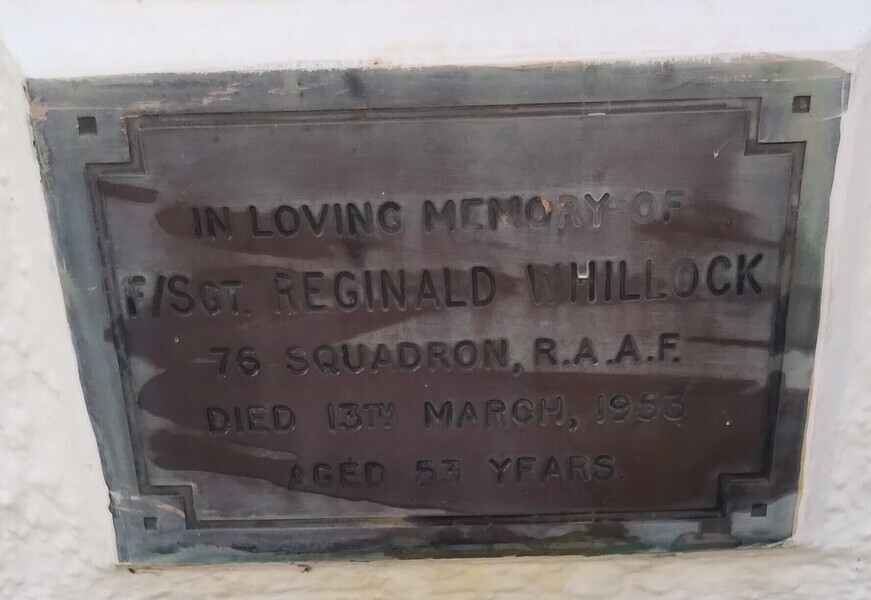 IN LOVING MEMORY OF
F/SGT. REGINALD WHILLOCK
76 SQUADRON, R.A.A.F.
DIED 13TH MARCH, 1953
AGED 53 YEARS